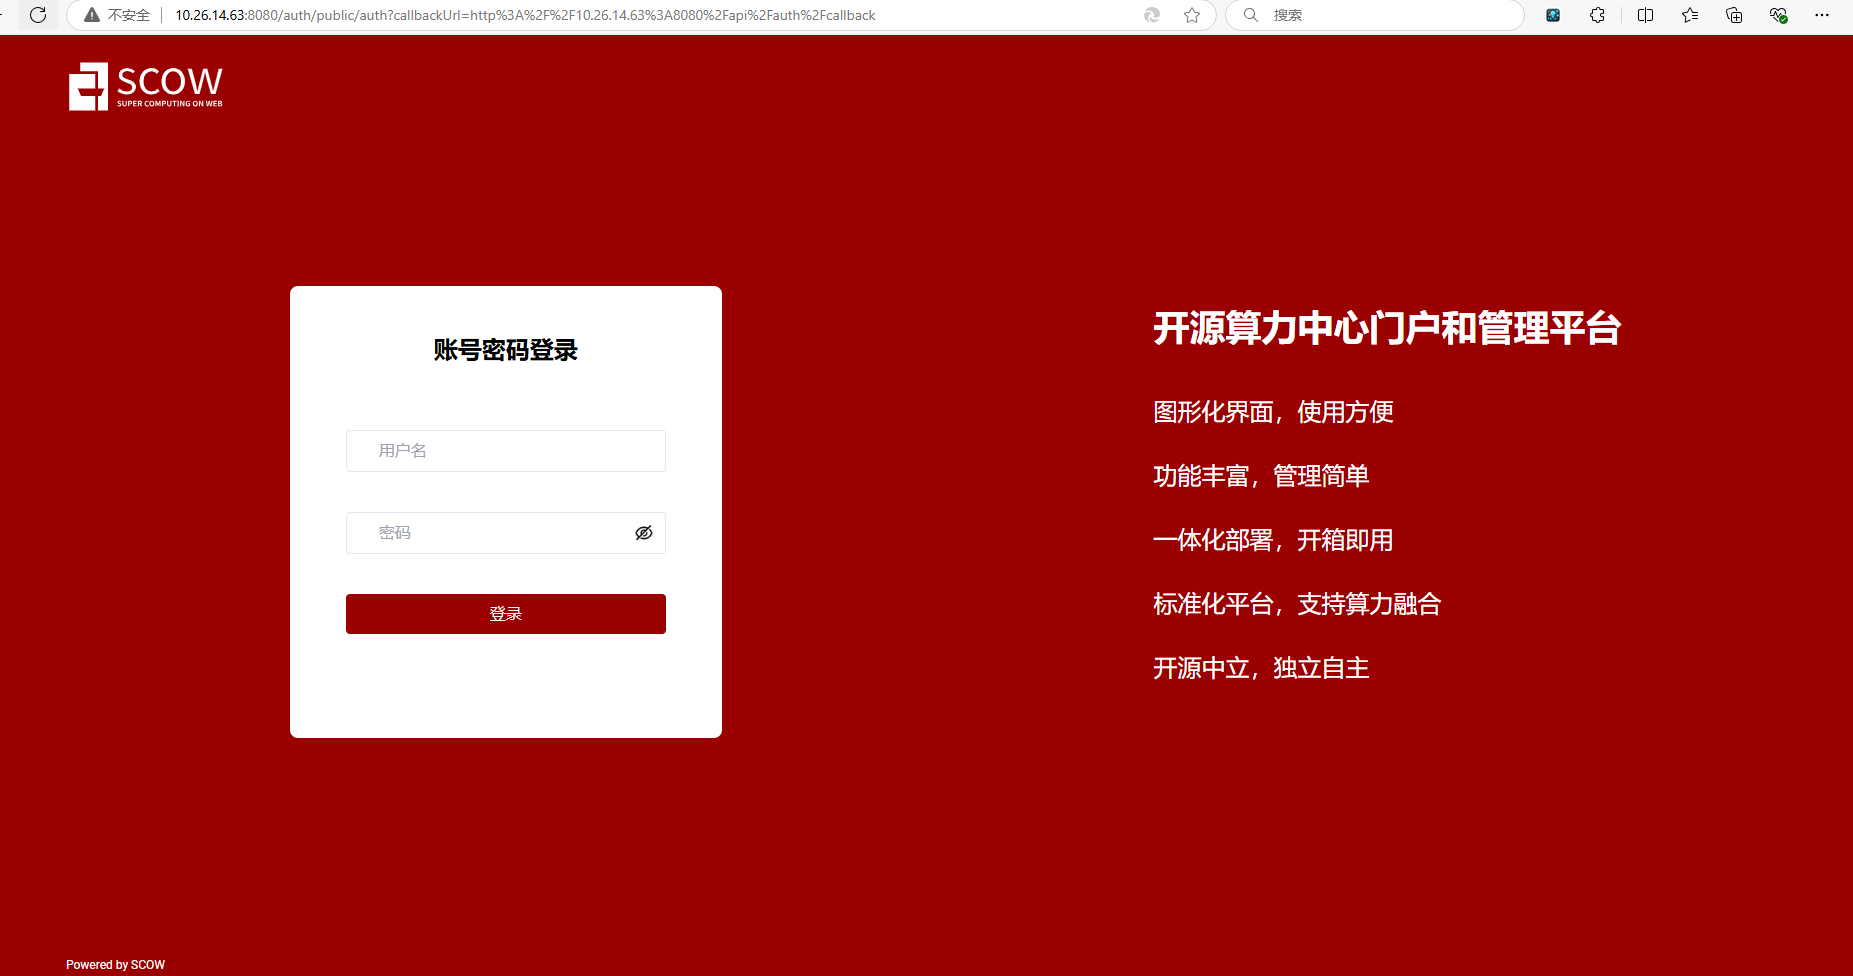 不安全
10.26.14.63:8080/auth/public/auth?callbackUrl=http%3A%2F%2F10.26.14.63%3A8080%2Fapi%2Fauth%2Fcallback
搜索
SCOW
SUPER COMPUTING ON WEB
账号密码登录
用户名
密码
登录
开源算力中心门户和管理平台
图形化界面，使用方便
功能丰富，管理简单
一体化部署，开箱即用
标准化平台，支持算力融合
开源中立，独立自主
Powered by SCOW